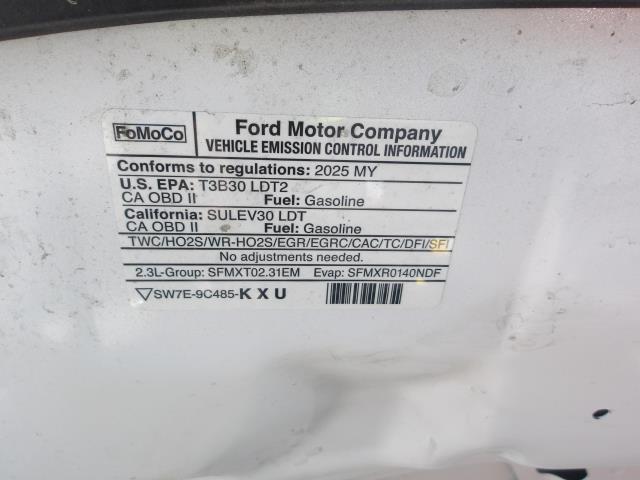 FoMoCo
Ford Motor Company
VEHICLE EMISSION CONTROL INFORMATION
Conforms to regulations: 2025 MY
U.S. EPA: T3B30 LDT2
CA OBD II Fuel: Gasoline
California: SULEV30 LDT
CA OBD II Fuel: Gasoline
TWC/HO2S/WR-HO2S/EGR/EGRC/CAC/TC/DFI/SFI
No adjustments needed.
2.3L-Group: SFMXT02.31EM Evap: SFMXR0140NDF
SW7E-9C485-K X U